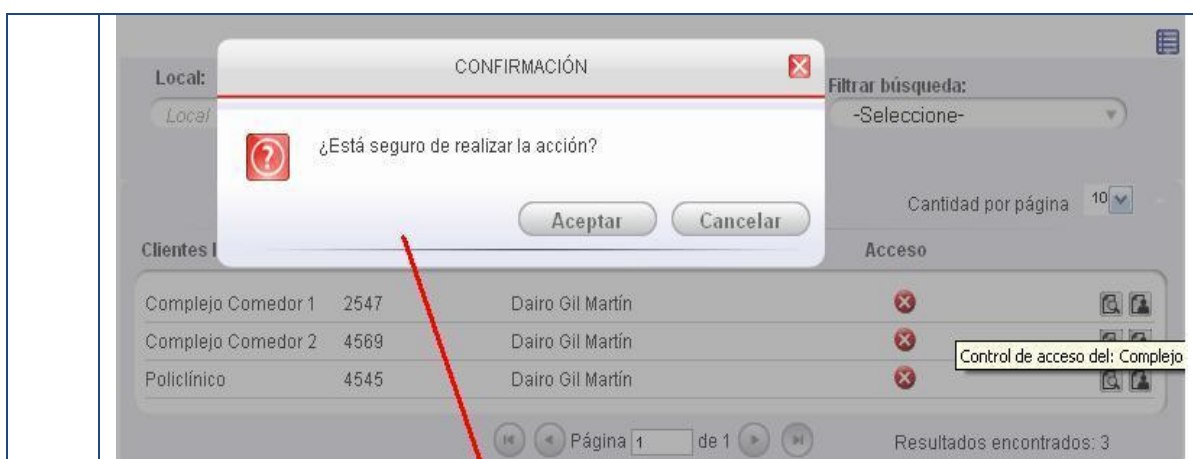 CONFIRMACIÓN
Local:
Filtrar búsqueda:
Local
-Seleccione-
¿Está seguro de realizar la acción?
Cantidad por página 10
Aceptar Cancelar
Clientes Acceso
Complejo Comedor 1 2547 Dairo Gil Martín
Complejo Comedor 2 4569 Dairo Gil Martín
Control de acceso del: Complejo
Policlínico 4545 Dairo Gil Martín
Página 1 de 1 Resultados encontrados: 3